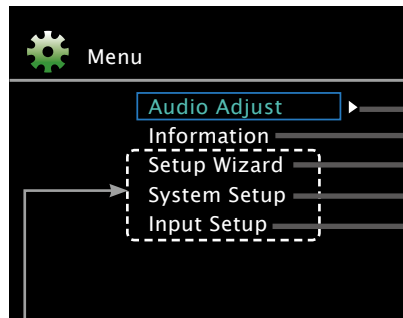 Menu
Audio Adjust
Information
Setup Wizard
System Setup
Input Setup